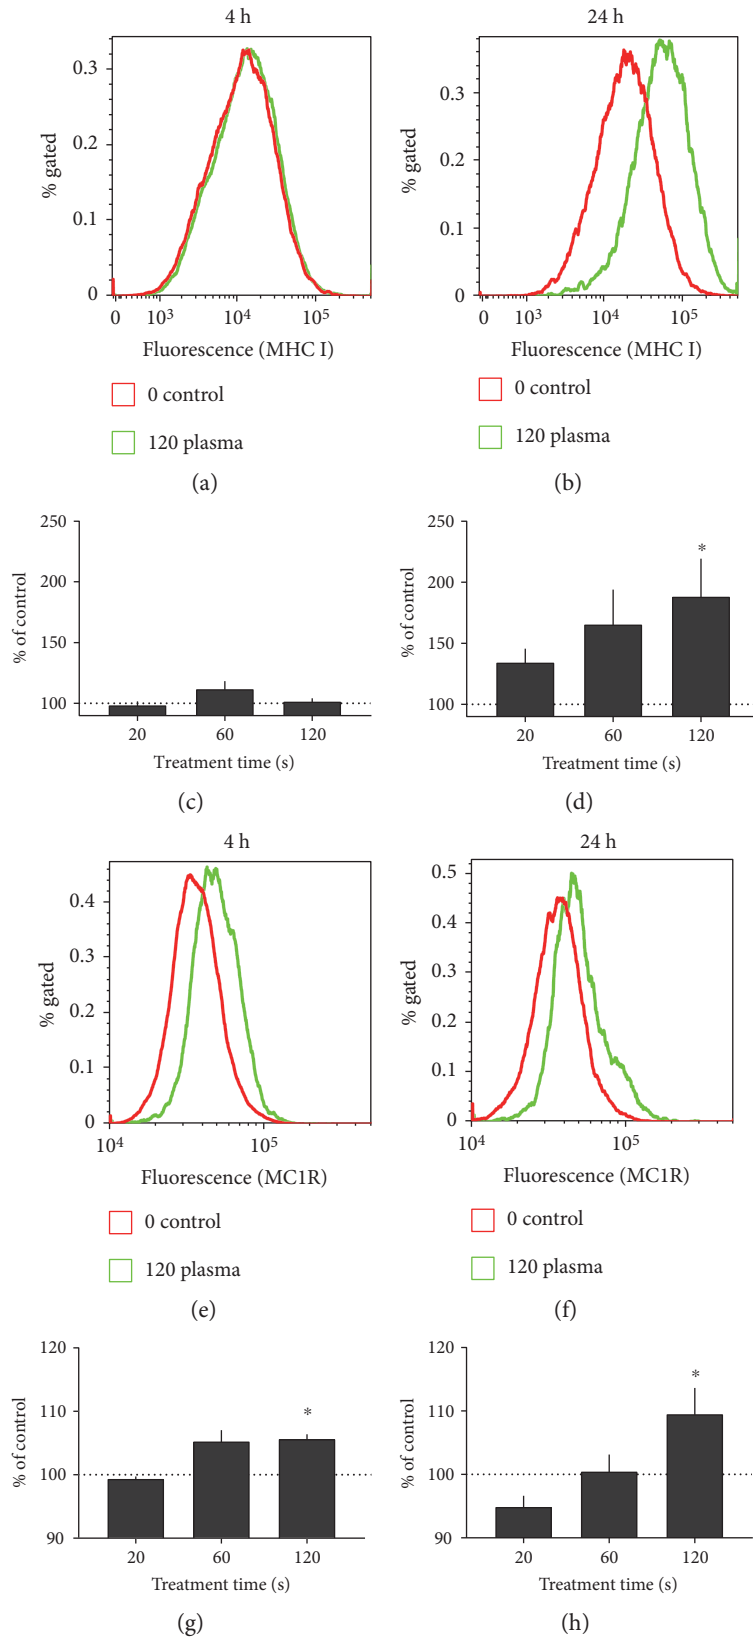 4 h
24 h
% gated
0.3
0.2
0.1
0
0 10³ 10⁴ 10⁵
Fluorescence (MHC I)
0 control
120 plasma
(a)
% gated
0.3
0.2
0.1
0
0 10³ 10⁴ 10⁵
Fluorescence (MHC I)
0 control
120 plasma
(b)
% of control
250
200
150
100
20 60 120
Treatment time (s)
(c)
% of control
250
200
150
100
*
20 60 120
Treatment time (s)
(d)
4 h
% gated
0.4
0.3
0.2
0.1
0
10⁴ 10⁵
Fluorescence (MC1R)
0 control
120 plasma
(e)
24 h
% gated
0.5
0.4
0.3
0.2
0.1
0
10⁴ 10⁵
Fluorescence (MC1R)
0 control
120 plasma
(f)
% of control
120
110
100
90
*
20 60 120
Treatment time (s)
(g)
% of control
120
110
100
90
*
20 60 120
Treatment time (s)
(h)